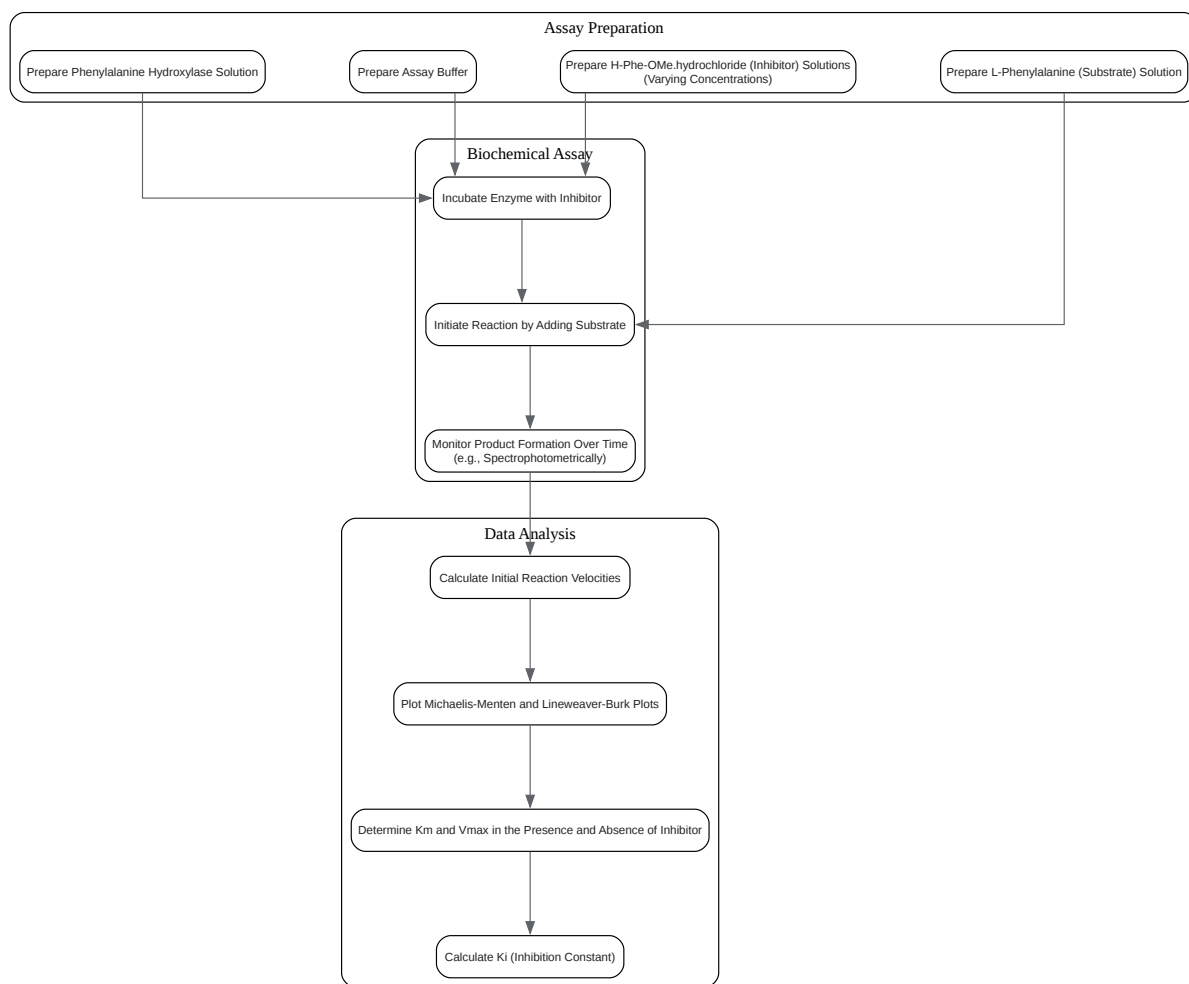 Assay Preparation
Prepare Phenylalanine Hydroxylase Solution
Prepare Assay Buffer
Prepare H-Phe-OMe.hydrochloride (Inhibitor) Solutions
(Varying Concentrations)
Prepare L-Phenylalanine (Substrate) Solution
Biochemical Assay
Incubate Enzyme with Inhibitor
Initiate Reaction by Adding Substrate
Monitor Product Formation Over Time
(e.g., Spectrophotometrically)
Data Analysis
Calculate Initial Reaction Velocities
Plot Michaelis-Menten and Lineweaver-Burk Plots
Determine Km and Vmax in the Presence and Absence of Inhibitor
Calculate Ki (Inhibition Constant)